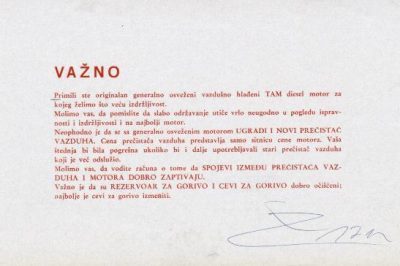 VAŽNO
Primili ste originalan generalno osveženi vazdušno hlađeni TAM diesel motor za
kojeg želimo što veću izdržljivost.
Molimo vas, da pomislite da slabo održavanje utiče vrlo neugodno u pogledu isprav-
nosti i izdržljivosti i na najbolji motor.
Neophodno je da se sa generalno osveženim motorom UGRADI I NOVI PREČISTAČ
VAZDUHA. Cena prečistača vazduha predstavlja samo sitnicu cene motora. Vaša
štednja bi bila pogrešna ukoliko bi i dalje upotrebljavali stari prečistač vazduha
koji je več odslužio.
Molimo vas, da vodite računa o tome da SPOJEVI IZMEĐU PREČISTAČA VAZ-
DUHA I MOTORA DOBRO ZAPTIVAJU.
Važno je da su REZERVOAR ZA GORIVO I CEVI ZA GORIVO dobro očišćeni;
najbolje je cevi za gorivo izmeniti.